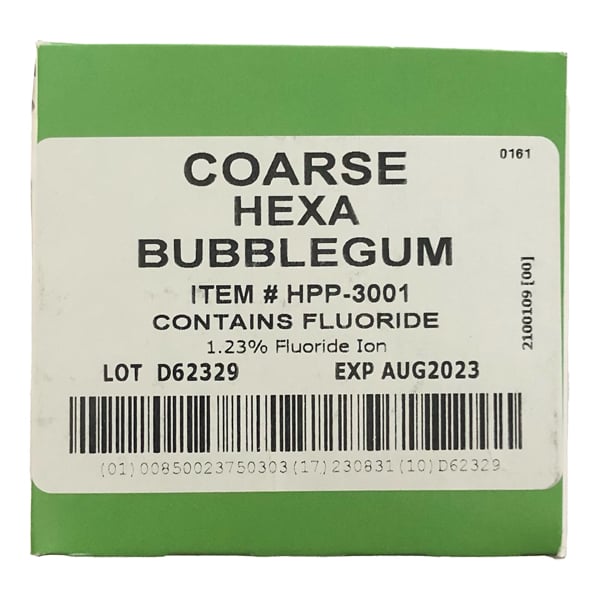 COARSE
0161
HEXA
BUBBLEGUM
ITEM # HPP-3001
CONTAINS FLUORIDE
1.23% Fluoride Ion
LOT D62329 EXP AUG2023
2100109 [00]
(01)00850023750303(17)230831(10)D62329